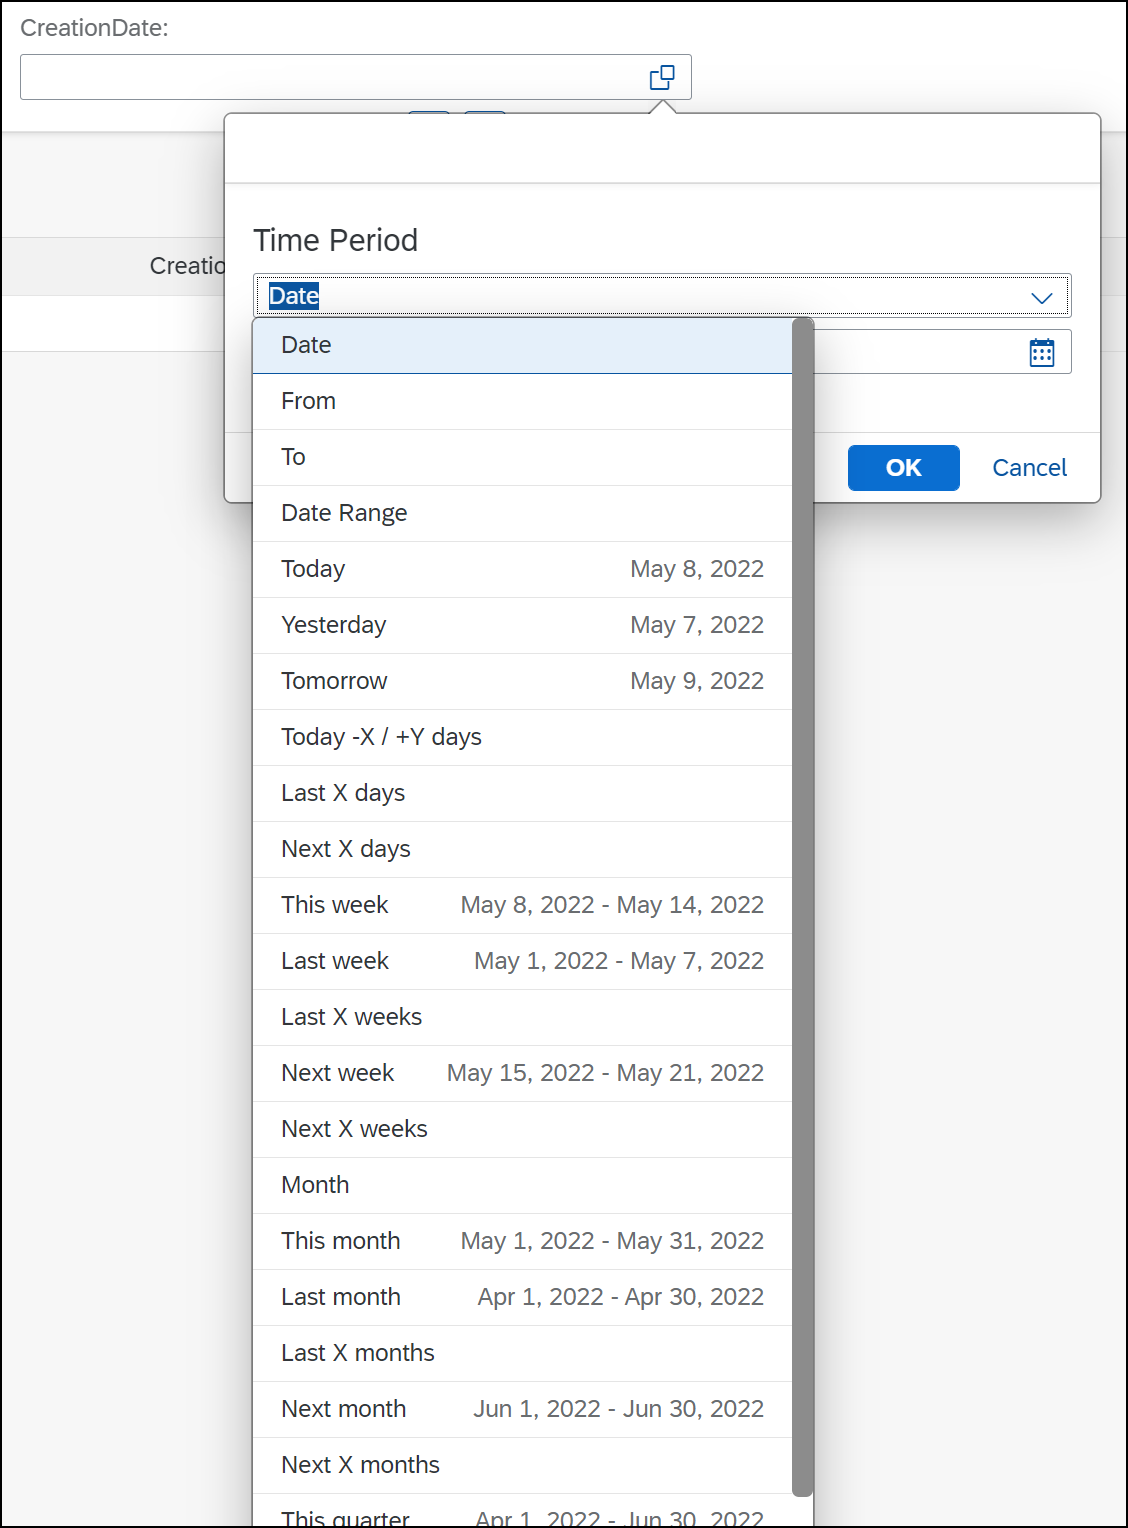 CreationDate:
Time Period
Creatio
Date
Date
From
To
OK Cancel
Date Range
Today May 8, 2022
Yesterday May 7, 2022
Tomorrow May 9, 2022
Today -X / +Y days
Last X days
Next X days
This week May 8, 2022 - May 14, 2022
Last week May 1, 2022 - May 7, 2022
Last X weeks
Next week May 15, 2022 - May 21, 2022
Next X weeks
Month
This month May 1, 2022 - May 31, 2022
Last month Apr 1, 2022 - Apr 30, 2022
Last X months
Next month Jun 1, 2022 - Jun 30, 2022
Next X months
This quarter Apr 1, 2022 - Jun 30, 2022